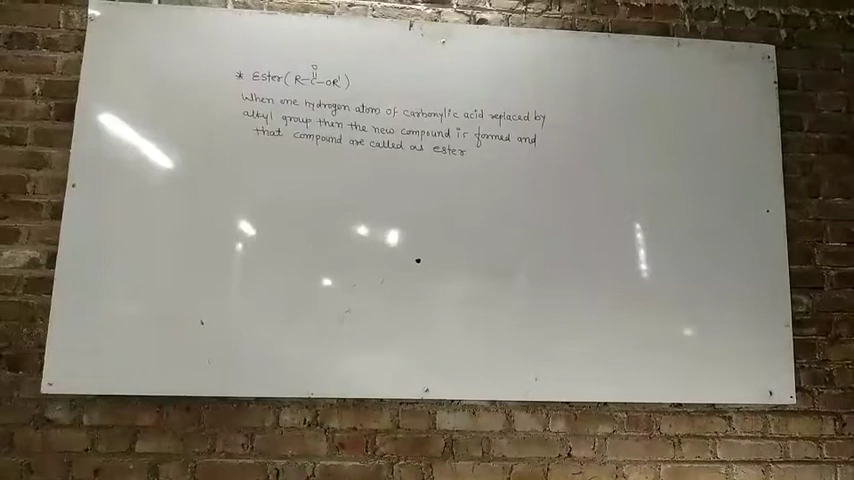 * Ester (R-C-OR')
O
When one hydrogen atom of carbonylic acid replaced by
alkyl group then the new compound is formed and
that compound are called as ester